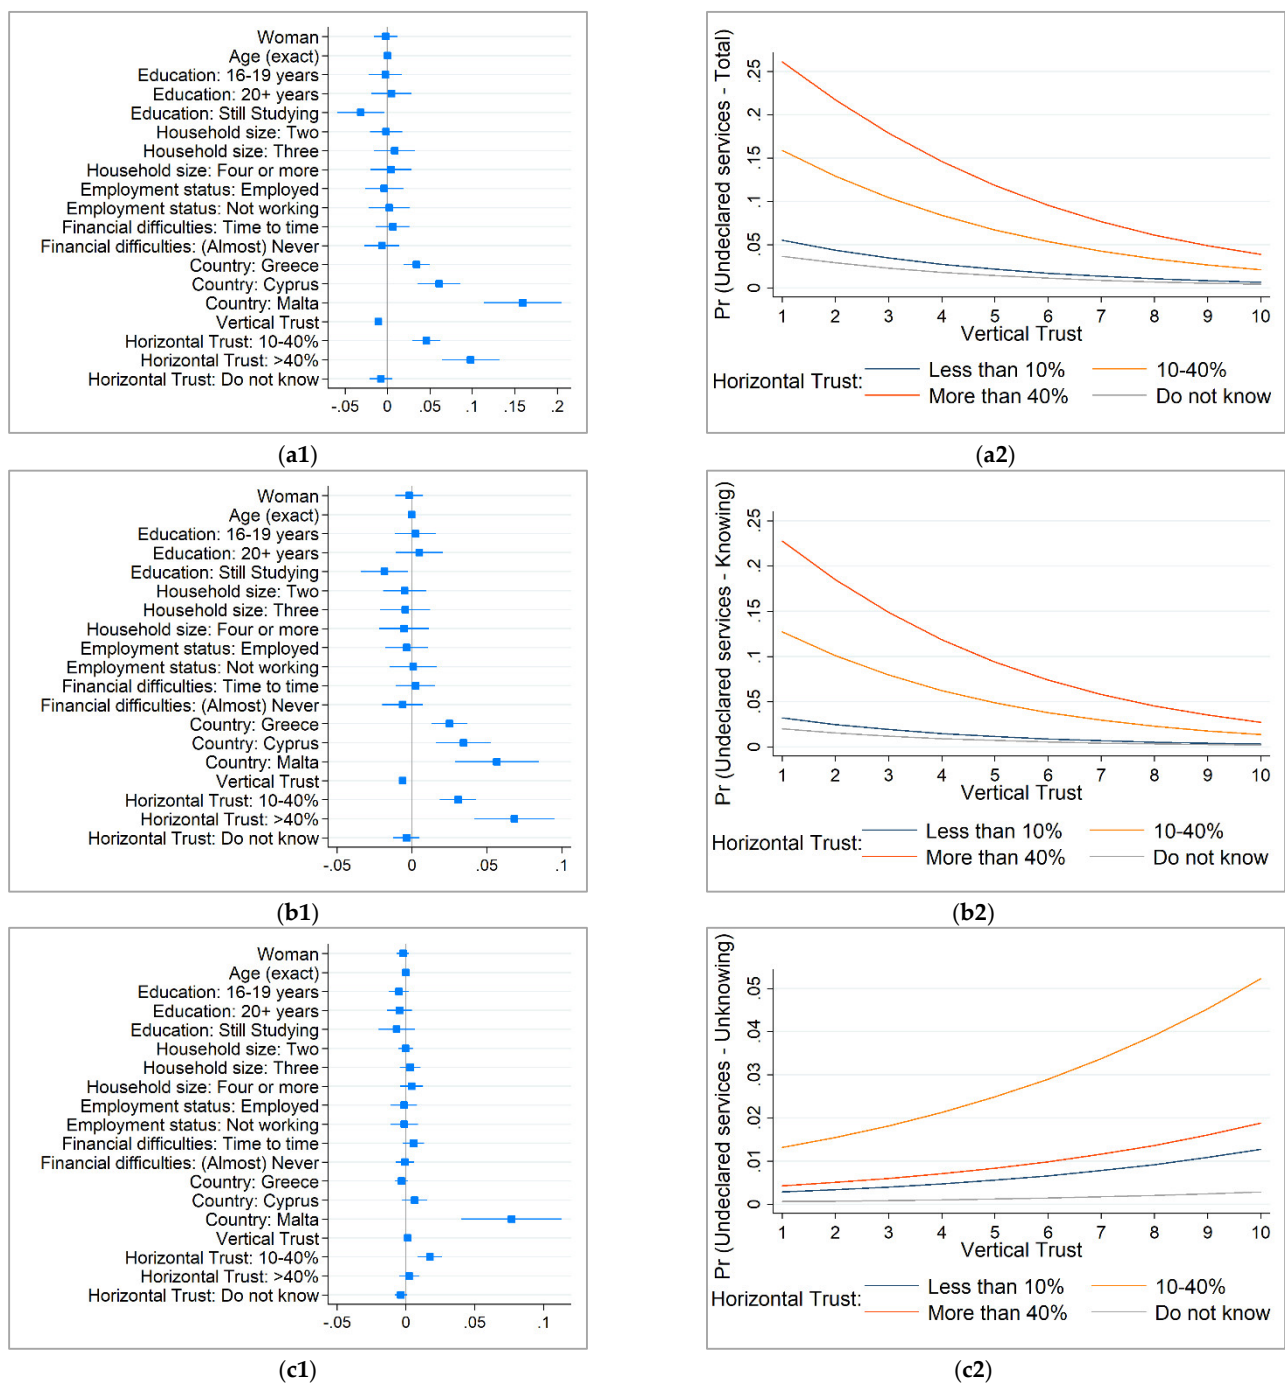 Woman
Age (exact)
Education: 16-19 years
Education: 20+ years
Education: Still Studying
Household size: Two
Household size: Three
Household size: Four or more
Employment status: Employed
Employment status: Not working
Financial difficulties: Time to time
Financial difficulties: (Almost) Never
Country: Greece
Country: Cyprus
Country: Malta
Vertical Trust
Horizontal Trust: 10-40%
Horizontal Trust: >40%
Horizontal Trust: Do not know
-.05 0 .05 .1 .15 .2
(a1)
Pr (Undeclared services - Total)
.25
.2
.15
.1
.05
0
1 2 3 4 5 6 7 8 9 10
Vertical Trust
Horizontal Trust: Less than 10% 10-40%
More than 40% Do not know
(a2)
Woman
Age (exact)
Education: 16-19 years
Education: 20+ years
Education: Still Studying
Household size: Two
Household size: Three
Household size: Four or more
Employment status: Employed
Employment status: Not working
Financial difficulties: Time to time
Financial difficulties: (Almost) Never
Country: Greece
Country: Cyprus
Country: Malta
Vertical Trust
Horizontal Trust: 10-40%
Horizontal Trust: >40%
Horizontal Trust: Do not know
-.05 0 .05 .1
(b1)
Pr (Undeclared services - Knowing)
.25
.2
.15
.1
.05
0
1 2 3 4 5 6 7 8 9 10
Vertical Trust
Horizontal Trust: Less than 10% 10-40%
More than 40% Do not know
(b2)
Woman
Age (exact)
Education: 16-19 years
Education: 20+ years
Education: Still Studying
Household size: Two
Household size: Three
Household size: Four or more
Employment status: Employed
Employment status: Not working
Financial difficulties: Time to time
Financial difficulties: (Almost) Never
Country: Greece
Country: Cyprus
Country: Malta
Vertical Trust
Horizontal Trust: 10-40%
Horizontal Trust: >40%
Horizontal Trust: Do not know
-.05 0 .05 .1
(c1)
Pr (Undeclared services - Unknowing)
.05
.04
.03
.02
.01
0
1 2 3 4 5 6 7 8 9 10
Vertical Trust
Horizontal Trust: Less than 10% 10-40%
More than 40% Do not know
(c2)